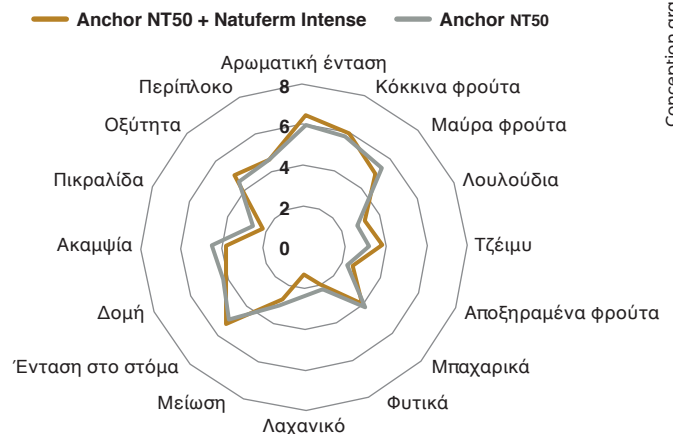 Anchor NT50 + Natuferm Intense
Anchor NT50
Αρωματική ένταση
Κόκκινα φρούτα
Μαύρα φρούτα
Λουλούδια
Τζέιμυ
Αποξηραμένα φρούτα
Μπαχαρικά
Φυτικά
Λαχανικό
Μείωση
Ένταση στο στόμα
Δομή
Ακαμψία
Πικραλίδα
Οξύτητα
Περίπλοκο
8
6
4
2
0